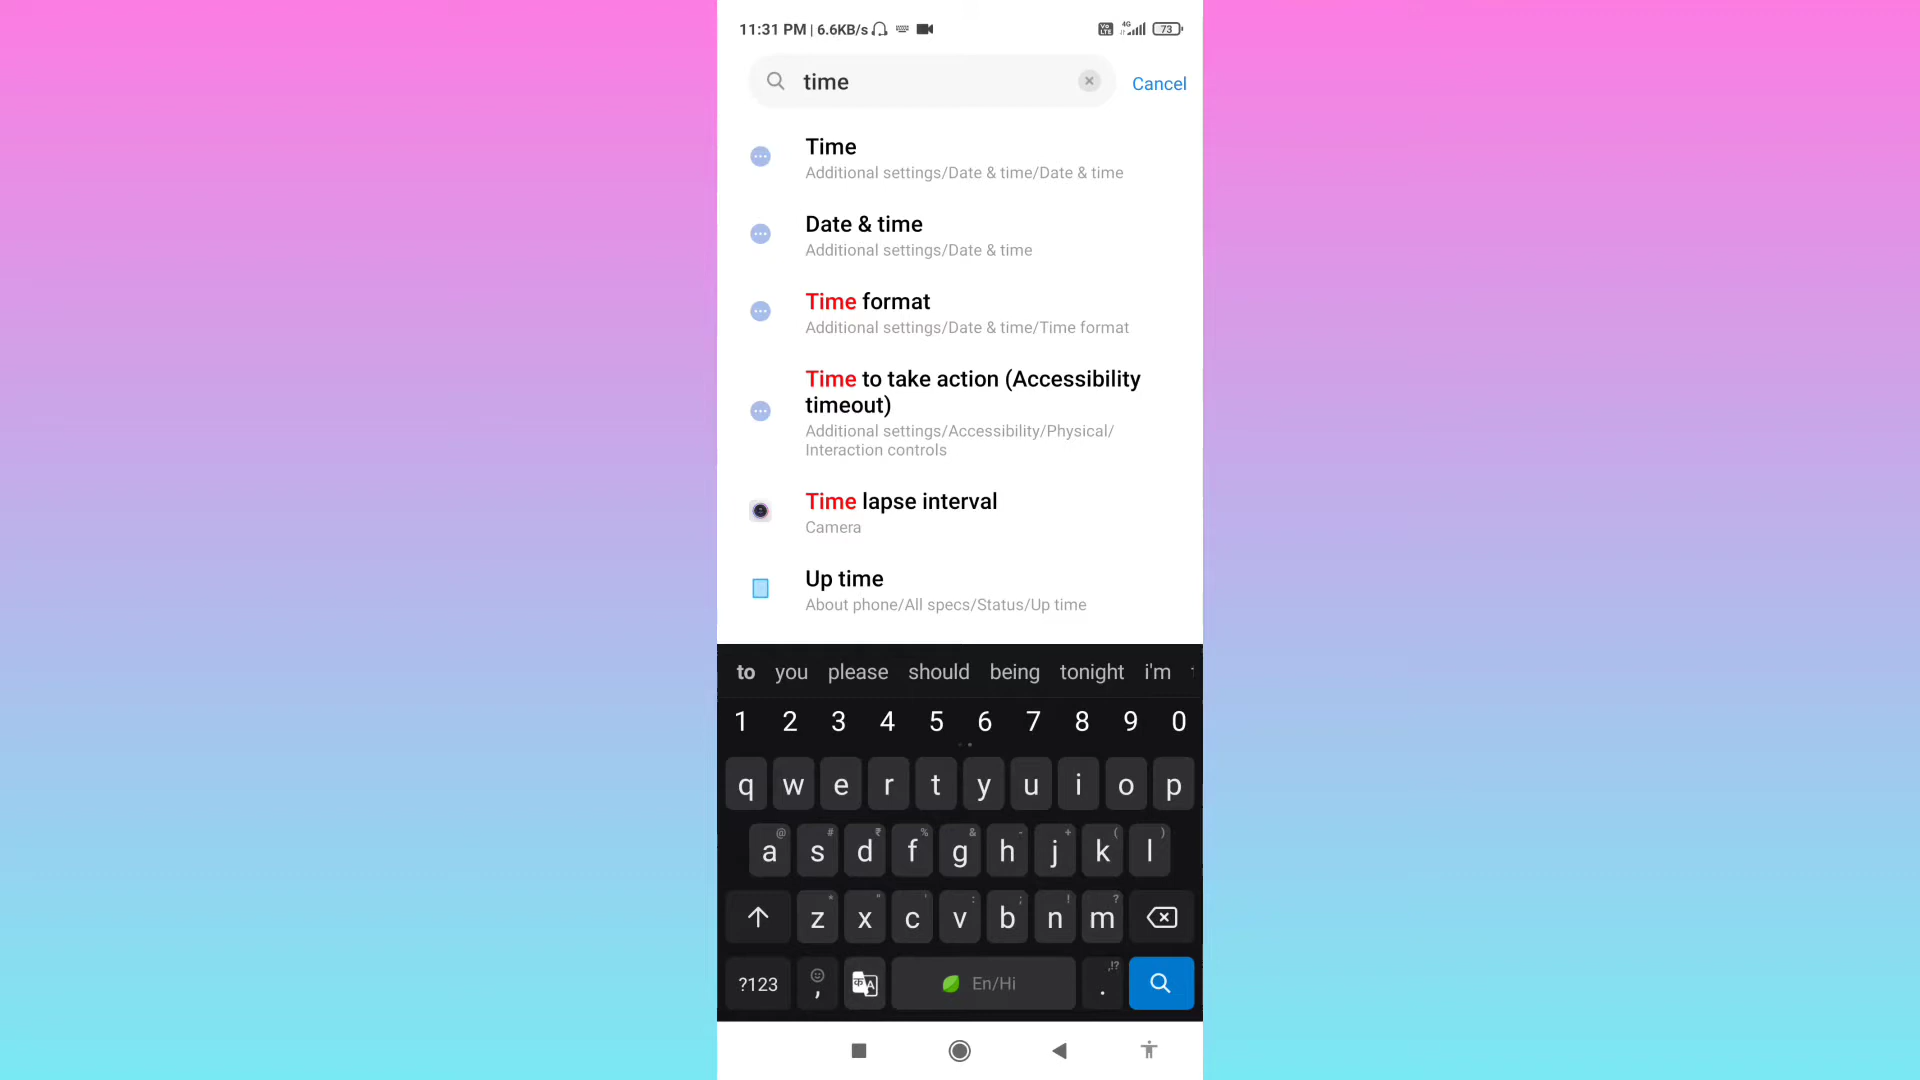 11:31 PM | 6.6KB/s Vo LTE 4G 73
time Cancel
Time
Additional settings/Date & time/Date & time
Date & time
Additional settings/Date & time
Time format
Additional settings/Date & time/Time format
Time to take action (Accessibility
timeout)
Additional settings/Accessibility/Physical/
Interaction controls
Time lapse interval
Camera
Up time
About phone/All specs/Status/Up time
to you please should being tonight i'm
1 2 3 4 5 6 7 8 9 0
q w e r t y u i o p
@ # ₹ % & - + ( )
a s d f g h j k l
* " ' : ; ! ?
z x c v b n m
?123 , En/Hi . ,!?